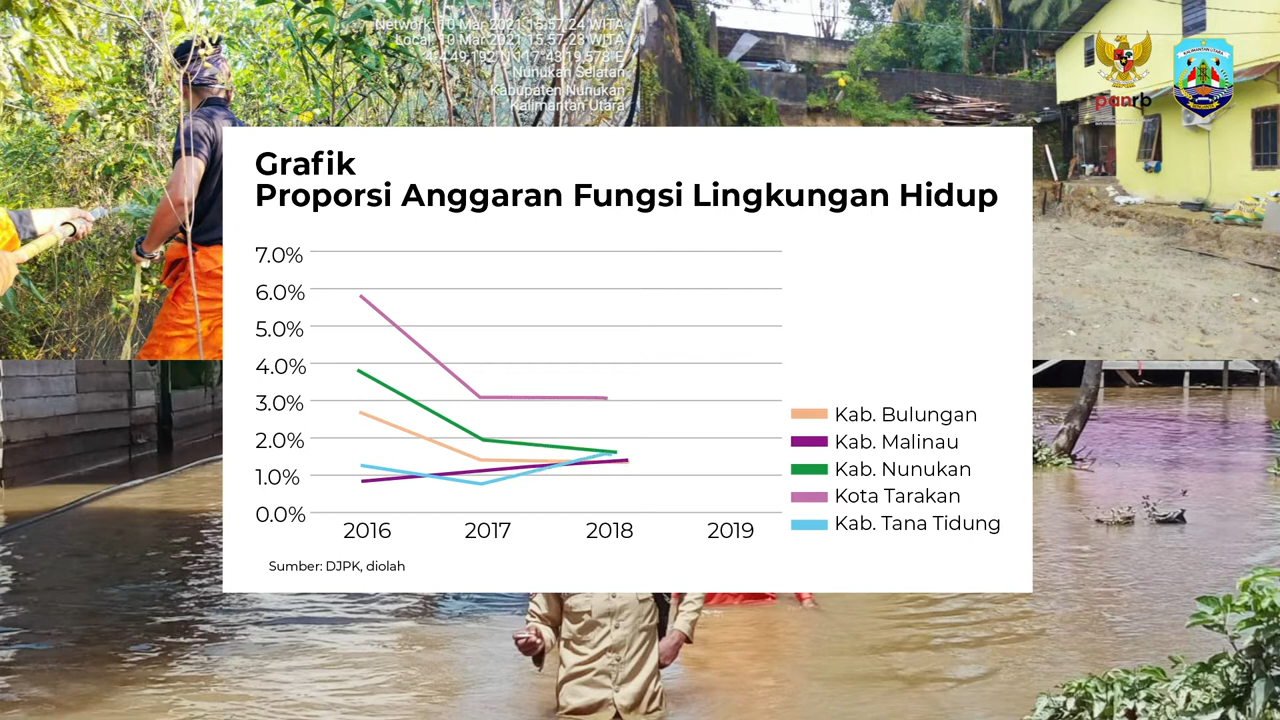 Network: 10 Mar 2021 15:57:24 WITA
Local: 10 Mar 2021 15:57:23 WITA
Nunukan Selatan
Kabupaten Nunukan
Kalimantan Utara
panrb
KALIMANTAN UTARA
Grafik
Proporsi Anggaran Fungsi Lingkungan Hidup
7.0%
6.0%
5.0%
4.0%
3.0%
2.0%
1.0%
0.0%
2016 2017 2018 2019
Kab. Bulungan
Kab. Malinau
Kab. Nunukan
Kota Tarakan
Kab. Tana Tidung
Sumber: DJPK, diolah